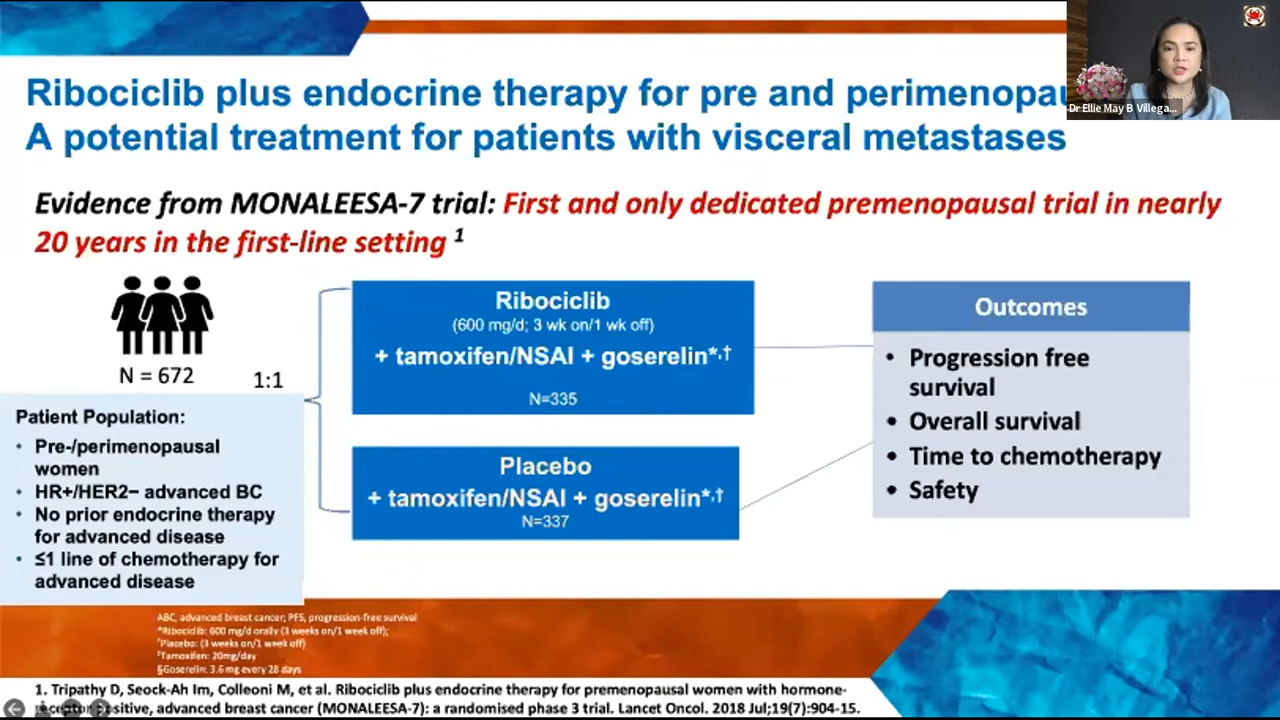 Ribociclib plus endocrine therapy for pre and perimenopau
A potential treatment for patients with visceral metastases
Dr Ellie May B Villega...
Evidence from MONALEESA-7 trial: First and only dedicated premenopausal trial in nearly
20 years in the first-line setting 1
N = 672
1:1
Patient Population:
• Pre-/perimenopausal
women
• HR+/HER2− advanced BC
• No prior endocrine therapy
for advanced disease
• ≤1 line of chemotherapy for
advanced disease
Ribociclib
(600 mg/d; 3 wk on/1 wk off)
+ tamoxifen/NSAI + goserelin*,†
N=335
Placebo
+ tamoxifen/NSAI + goserelin*,†
N=337
Outcomes
• Progression free
survival
• Overall survival
• Time to chemotherapy
• Safety
ABC, advanced breast cancer; PFS, progression-free survival
*Ribociclib: 600 mg/d orally (3 weeks on/1 week off);
†Placebo: (3 weeks on/1 week off)
‡Tamoxifen: 20mg/day
§Goserelin: 3.6 mg every 28 days
1. Tripathy D, Seock-Ah Im, Colleoni M, et al. Ribociclib plus endocrine therapy for premenopausal women with hormone-
receptor positive, advanced breast cancer (MONALEESA-7): a randomised phase 3 trial. Lancet Oncol. 2018 Jul;19(7):904-15.